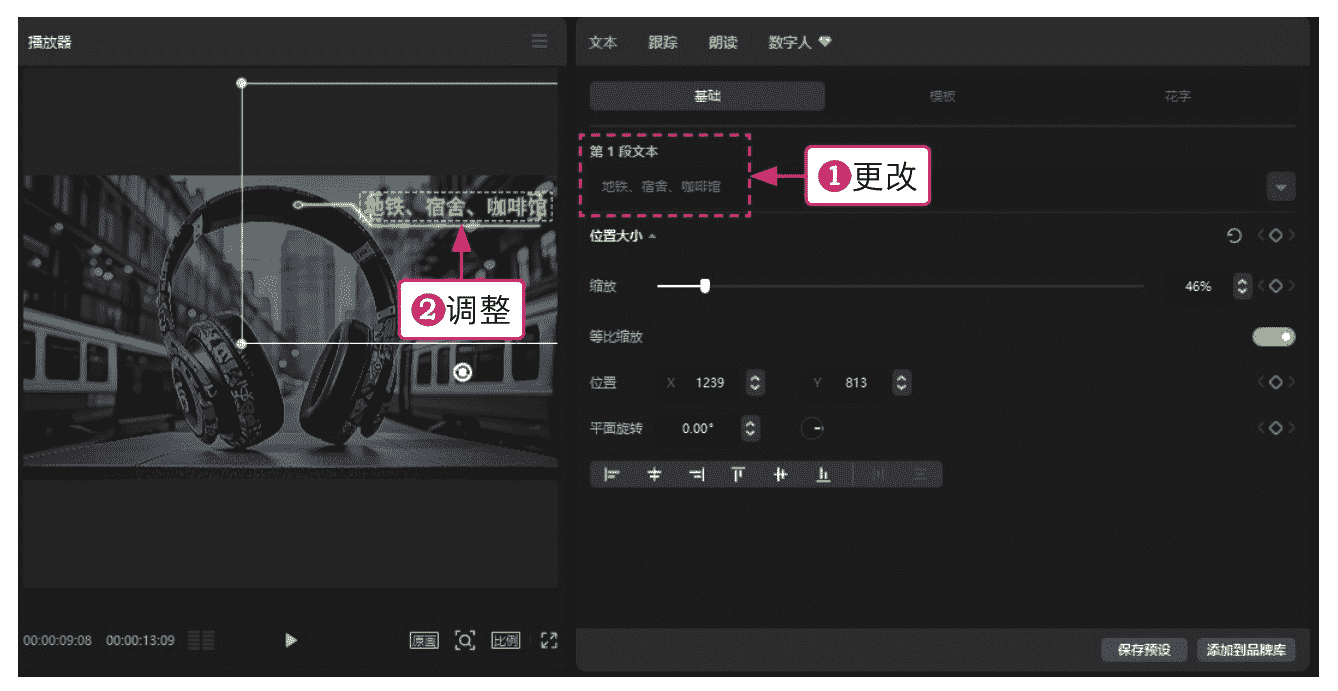 播放器
文本 跟踪 朗读 数字人
基础 模板 花字
第 1 段文本
地铁、宿舍、咖啡馆
❶更改
地铁、宿舍、咖啡馆
❷调整
位置大小
缩放 46%
等比缩放
位置 X 1239 Y 813
平面旋转 0.00°
00:00:09:08 00:00:13:09 原画 比例
保存预设 添加到品牌库